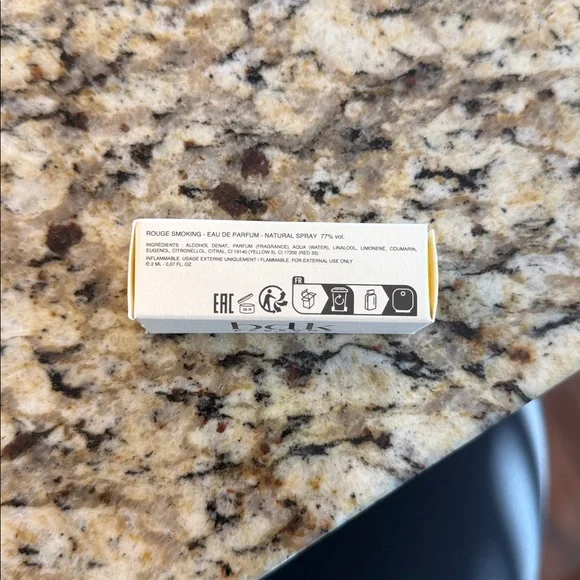 ROUGE SMOKING - EAU DE PARFUM - NATURAL SPRAY 77% vol.
INGRÉDIENTS : ALCOHOL DENAT., PARFUM (FRAGRANCE), AQUA (WATER), LINALOOL, LIMONENE, COUMARIN,
EUGENOL, CITRONELLOL, CITRAL, CI 19140 (YELLOW 5), CI 17200 (RED 33).
INFLAMMABLE. USAGE EXTERNE UNIQUEMENT / FLAMMABLE. FOR EXTERNAL USE ONLY
℮ 2 ML - 0,07 FL. OZ.
FR
EAC
bdk